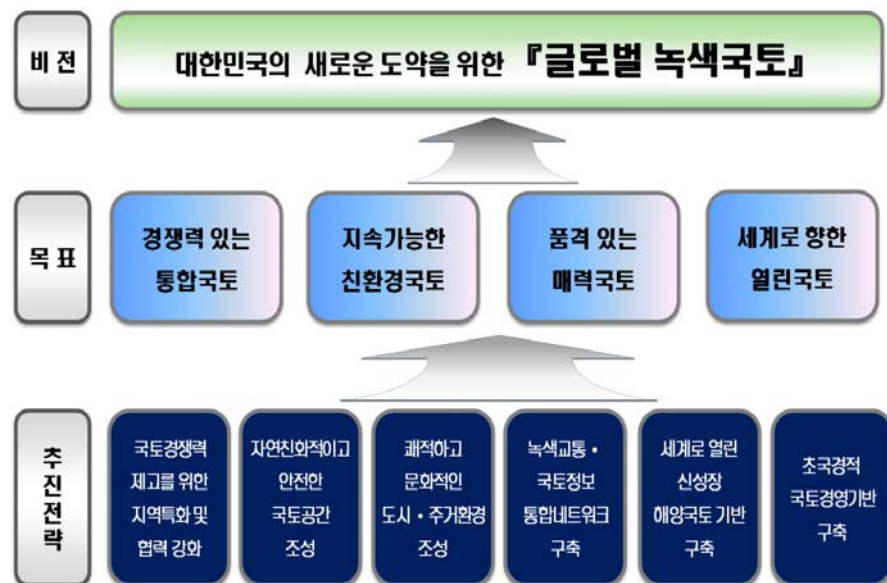 비 전
대한민국의 새로운 도약을 위한 『글로벌 녹색국토』
목 표
경쟁력 있는
통합국토
지속가능한
친환경국토
품격 있는
매력국토
세계로 향한
열린국토
추
진
전
략
국토경쟁력
제고를 위한
지역특화 및
협력 강화
자연친화적이고
안전한
국토공간
조성
쾌적하고
문화적인
도시 • 주거환경
조성
녹색교통 •
국토정보
통합네트워크
구축
세계로 열린
신성장
해양국토 기반
구축
초국경적
국토경영기반
구축